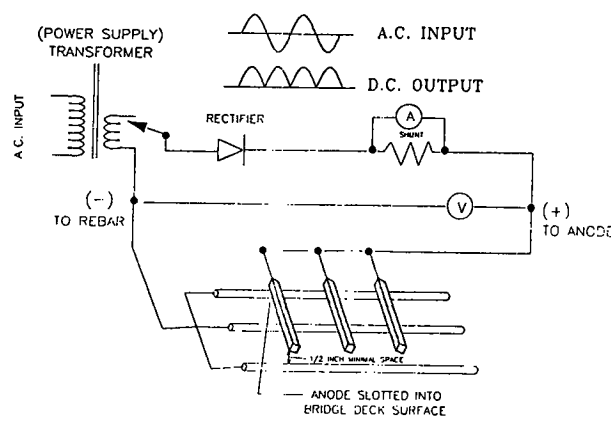 (POWER SUPPLY)
TRANSFORMER
A.C. INPUT
D.C. OUTPUT
A.C. INPUT
RECTIFIER
A
SHUNT
(-)
TO REBAR
V
(+)
TO ANODE
1/2 INCH MINIMAL SPACE
ANODE SLOTTED INTO
BRIDGE DECK SURFACE